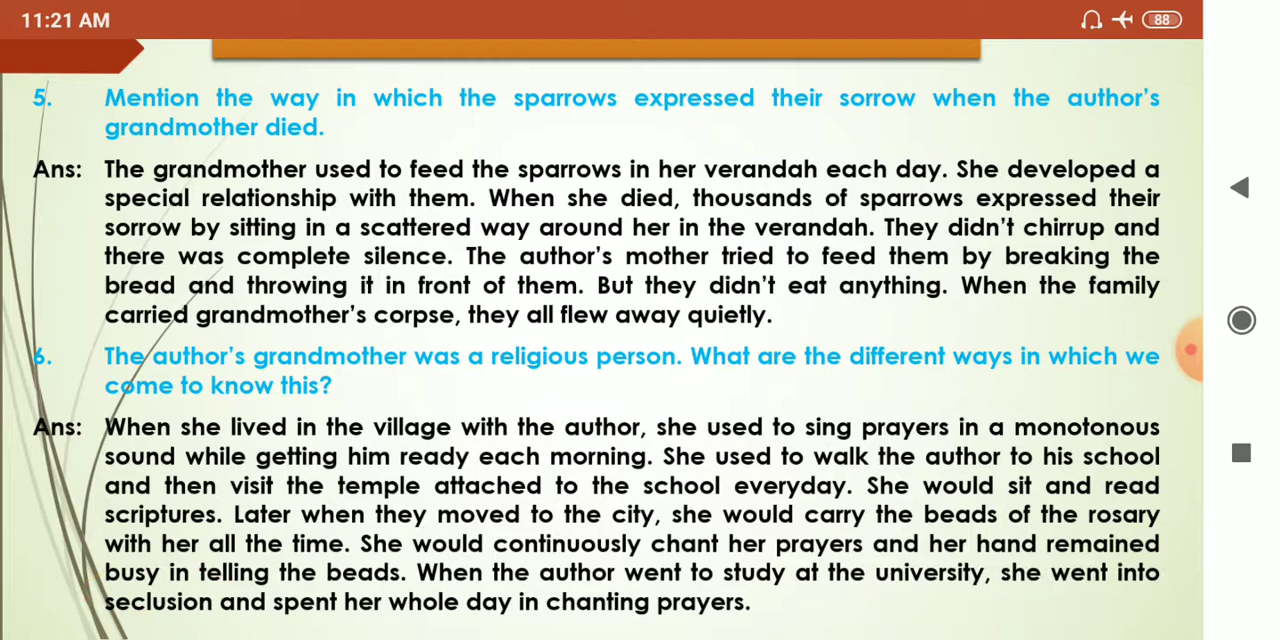 11:21 AM
88
5. Mention the way in which the sparrows expressed their sorrow when the author's
grandmother died.
Ans: The grandmother used to feed the sparrows in her verandah each day. She developed a
special relationship with them. When she died, thousands of sparrows expressed their
sorrow by sitting in a scattered way around her in the verandah. They didn't chirrup and
there was complete silence. The author's mother tried to feed them by breaking the
bread and throwing it in front of them. But they didn't eat anything. When the family
carried grandmother's corpse, they all flew away quietly.
6. The author's grandmother was a religious person. What are the different ways in which we
come to know this?
Ans: When she lived in the village with the author, she used to sing prayers in a monotonous
sound while getting him ready each morning. She used to walk the author to his school
and then visit the temple attached to the school everyday. She would sit and read
scriptures. Later when they moved to the city, she would carry the beads of the rosary
with her all the time. She would continuously chant her prayers and her hand remained
busy in telling the beads. When the author went to study at the university, she went into
seclusion and spent her whole day in chanting prayers.